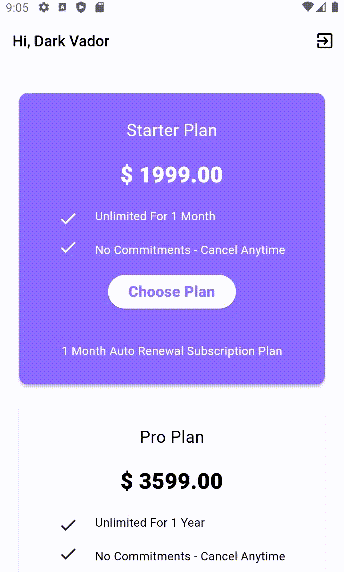 9:05
Hi, Dark Vador
Starter Plan
$ 1999.00
Unlimited For 1 Month
No Commitments - Cancel Anytime
Choose Plan
1 Month Auto Renewal Subscription Plan
Pro Plan
$ 3599.00
Unlimited For 1 Year
No Commitments - Cancel Anytime